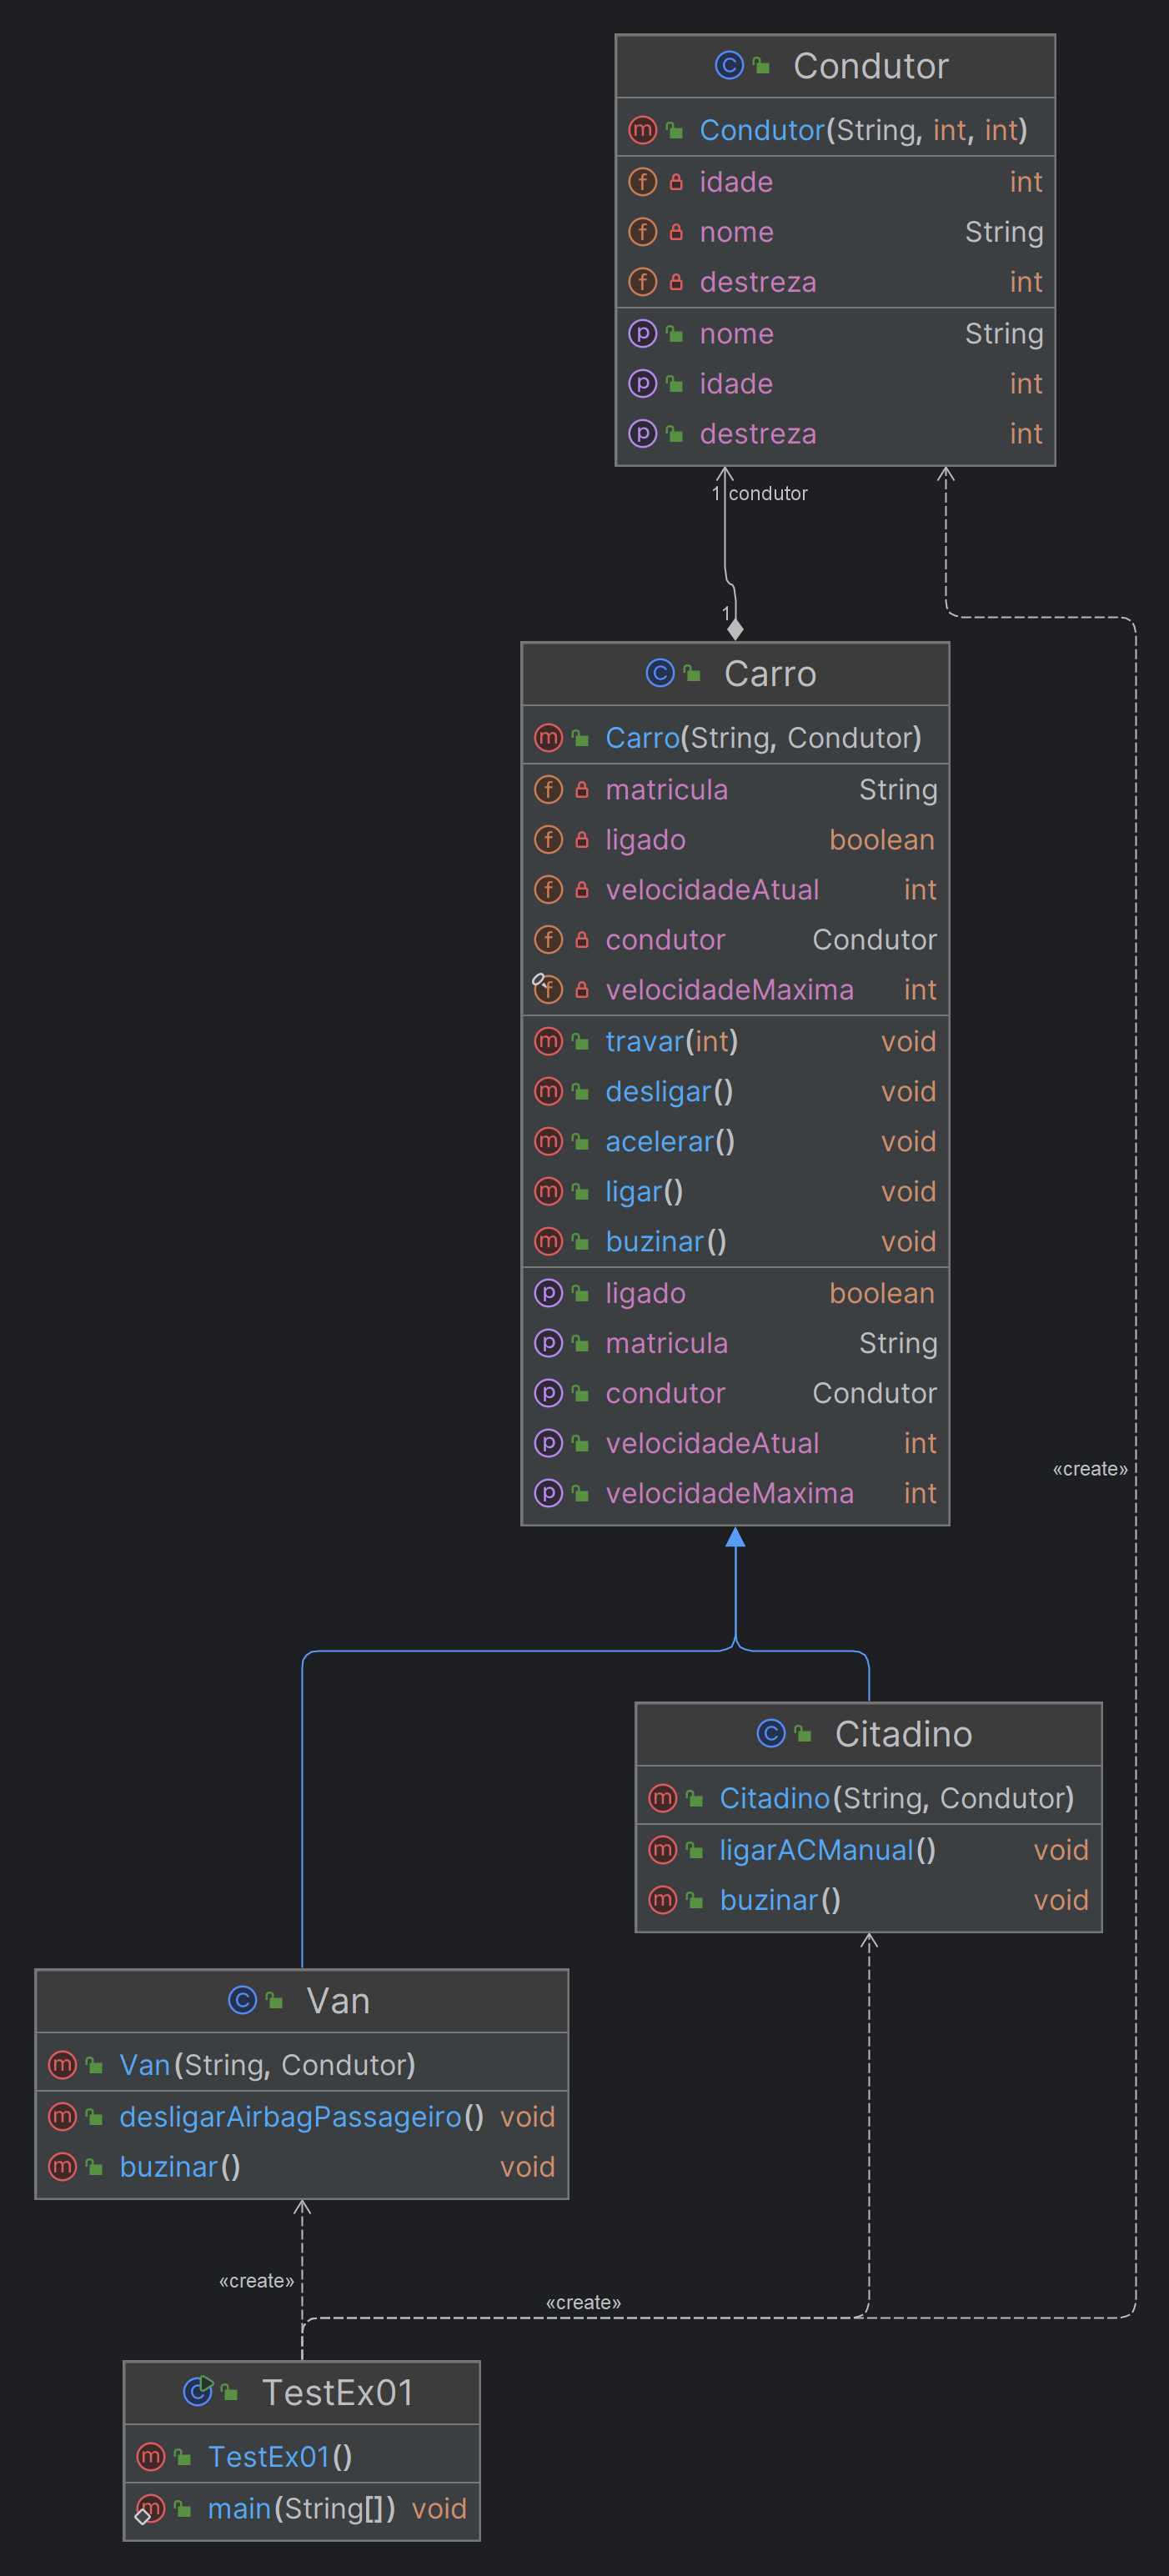 Condutor
Condutor(String, int, int)
idade int
nome String
destreza int
nome String
idade int
destreza int
1 condutor
1
Carro
Carro(String, Condutor)
matricula String
ligado boolean
velocidadeAtual int
condutor Condutor
velocidadeMaxima int
travar(int) void
desligar() void
acelerar() void
ligar() void
buzinar() void
ligado boolean
matricula String
condutor Condutor
velocidadeAtual int
velocidadeMaxima int
«create»
Citadino
Citadino(String, Condutor)
ligarACManual() void
buzinar() void
Van
Van(String, Condutor)
desligarAirbagPassageiro() void
buzinar() void
«create»
«create»
TestEx01
TestEx01()
main(String[]) void